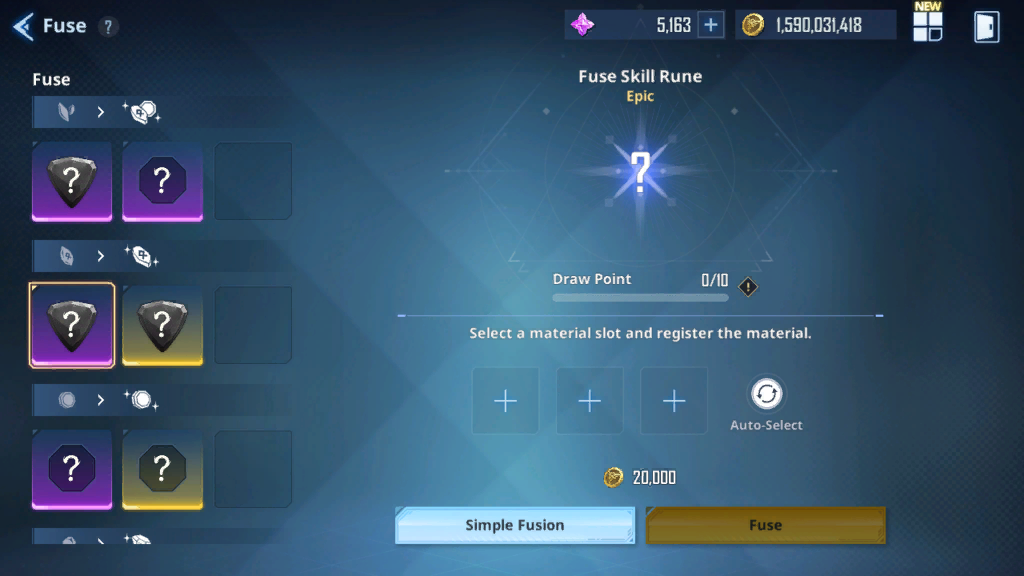 Fuse ?
5,163
1,590,031,418
NEW
Fuse
Fuse Skill Rune
Epic
?
? ?
Draw Point 0/10
? ?
Select a material slot and register the material.
Auto-Select
? ?
20,000
Simple Fusion
Fuse